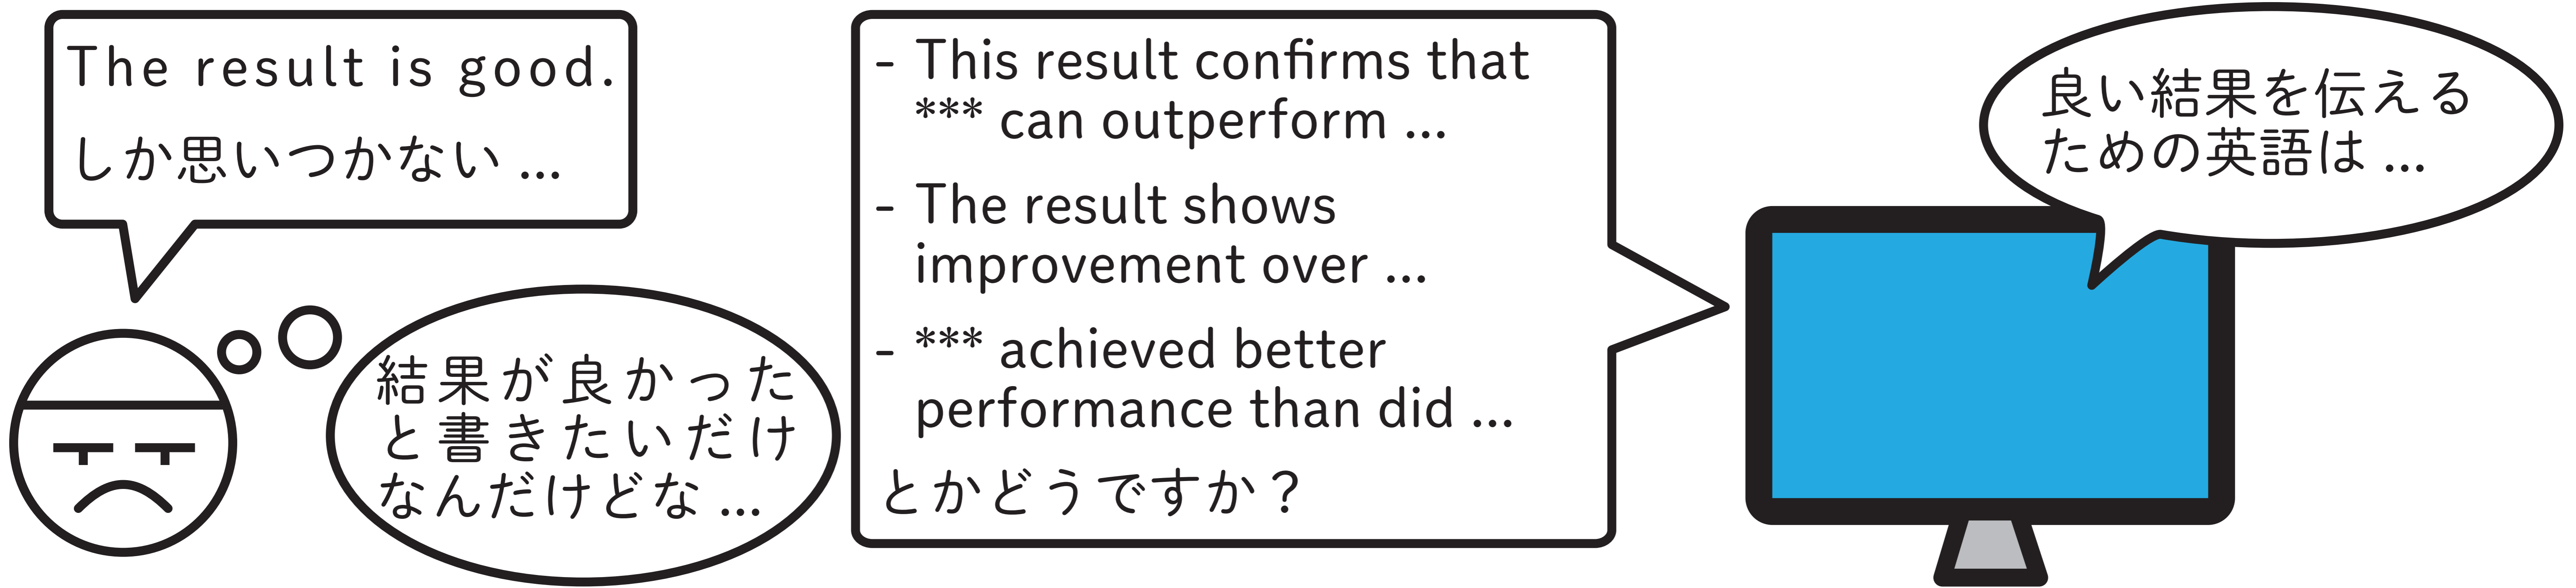 The result is good.
しか思いつかない ...
結果が良かった
と書きたいだけ
なんだけどな ...
- This result confirms that
*** can outperform ...
- The result shows
improvement over ...
- *** achieved better
performance than did ...
とかどうですか？
良い結果を伝える
ための英語は ...